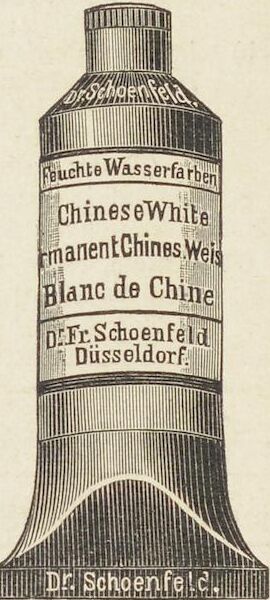 Dr. Schoenfeld.
Feuchte Wasserfarben
Chinese White
rmanent Chines. Weis
Blanc de Chine
Dr. Fr. Schoenfeld
Düsseldorf.
Dr. Schoenfeld.